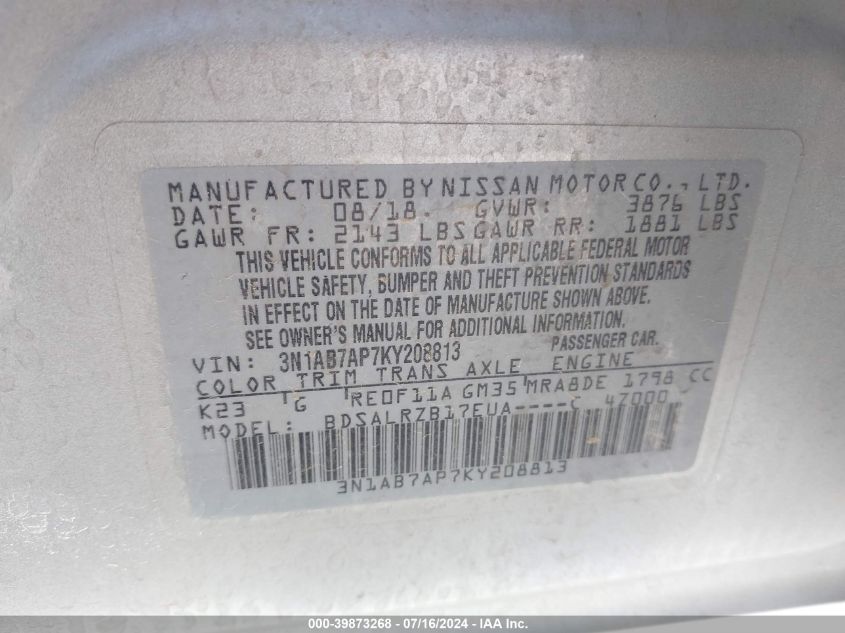 MANUFACTURED BY NISSAN MOTOR CO., LTD.
DATE: 08/18. GVWR: 3876 LBS
GAWR FR: 2143 LBS GAWR RR: 1881 LBS
THIS VEHICLE CONFORMS TO ALL APPLICABLE FEDERAL MOTOR
VEHICLE SAFETY, BUMPER AND THEFT PREVENTION STANDARDS
IN EFFECT ON THE DATE OF MANUFACTURE SHOWN ABOVE.
SEE OWNER'S MANUAL FOR ADDITIONAL INFORMATION.
VIN: 3N1AB7AP7KY208813 PASSENGER CAR.
COLOR TRIM TRANS AXLE ENGINE
K23 G RE0F11A GM35 MRA8DE 1798 CC
MODEL: BDSALRZB17EUA----C 4Z000
3N1AB7AP7KY208813
000-39873268 - 07/16/2024 - IAA Inc.